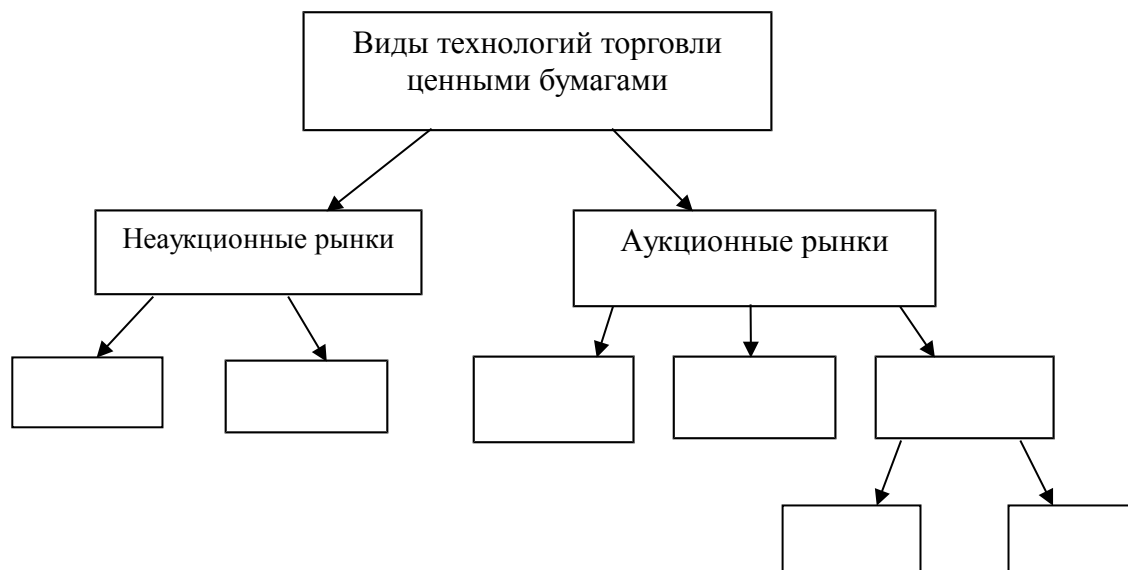 Виды технологий торговли
ценными бумагами
Неаукционные рынки
Аукционные рынки